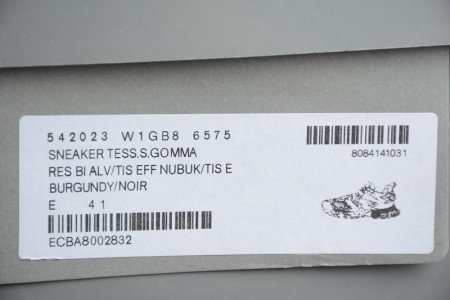 542023 W1GB8 6575
SNEAKER TESS.S.GOMMA
RES BI ALV/TIS EFF NUBUK/TIS E
BURGUNDY/NOIR
E 41
ECBA8002832
8084141031